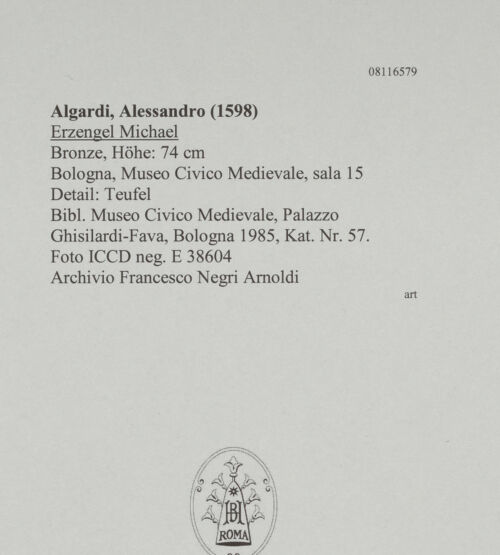 08116579
Algardi, Alessandro (1598)
Erzengel Michael
Bronze, Höhe: 74 cm
Bologna, Museo Civico Medievale, sala 15
Detail: Teufel
Bibl. Museo Civico Medievale, Palazzo
Ghisilardi-Fava, Bologna 1985, Kat. Nr. 57.
Foto ICCD neg. E 38604
Archivio Francesco Negri Arnoldi
art
BH
ROMA